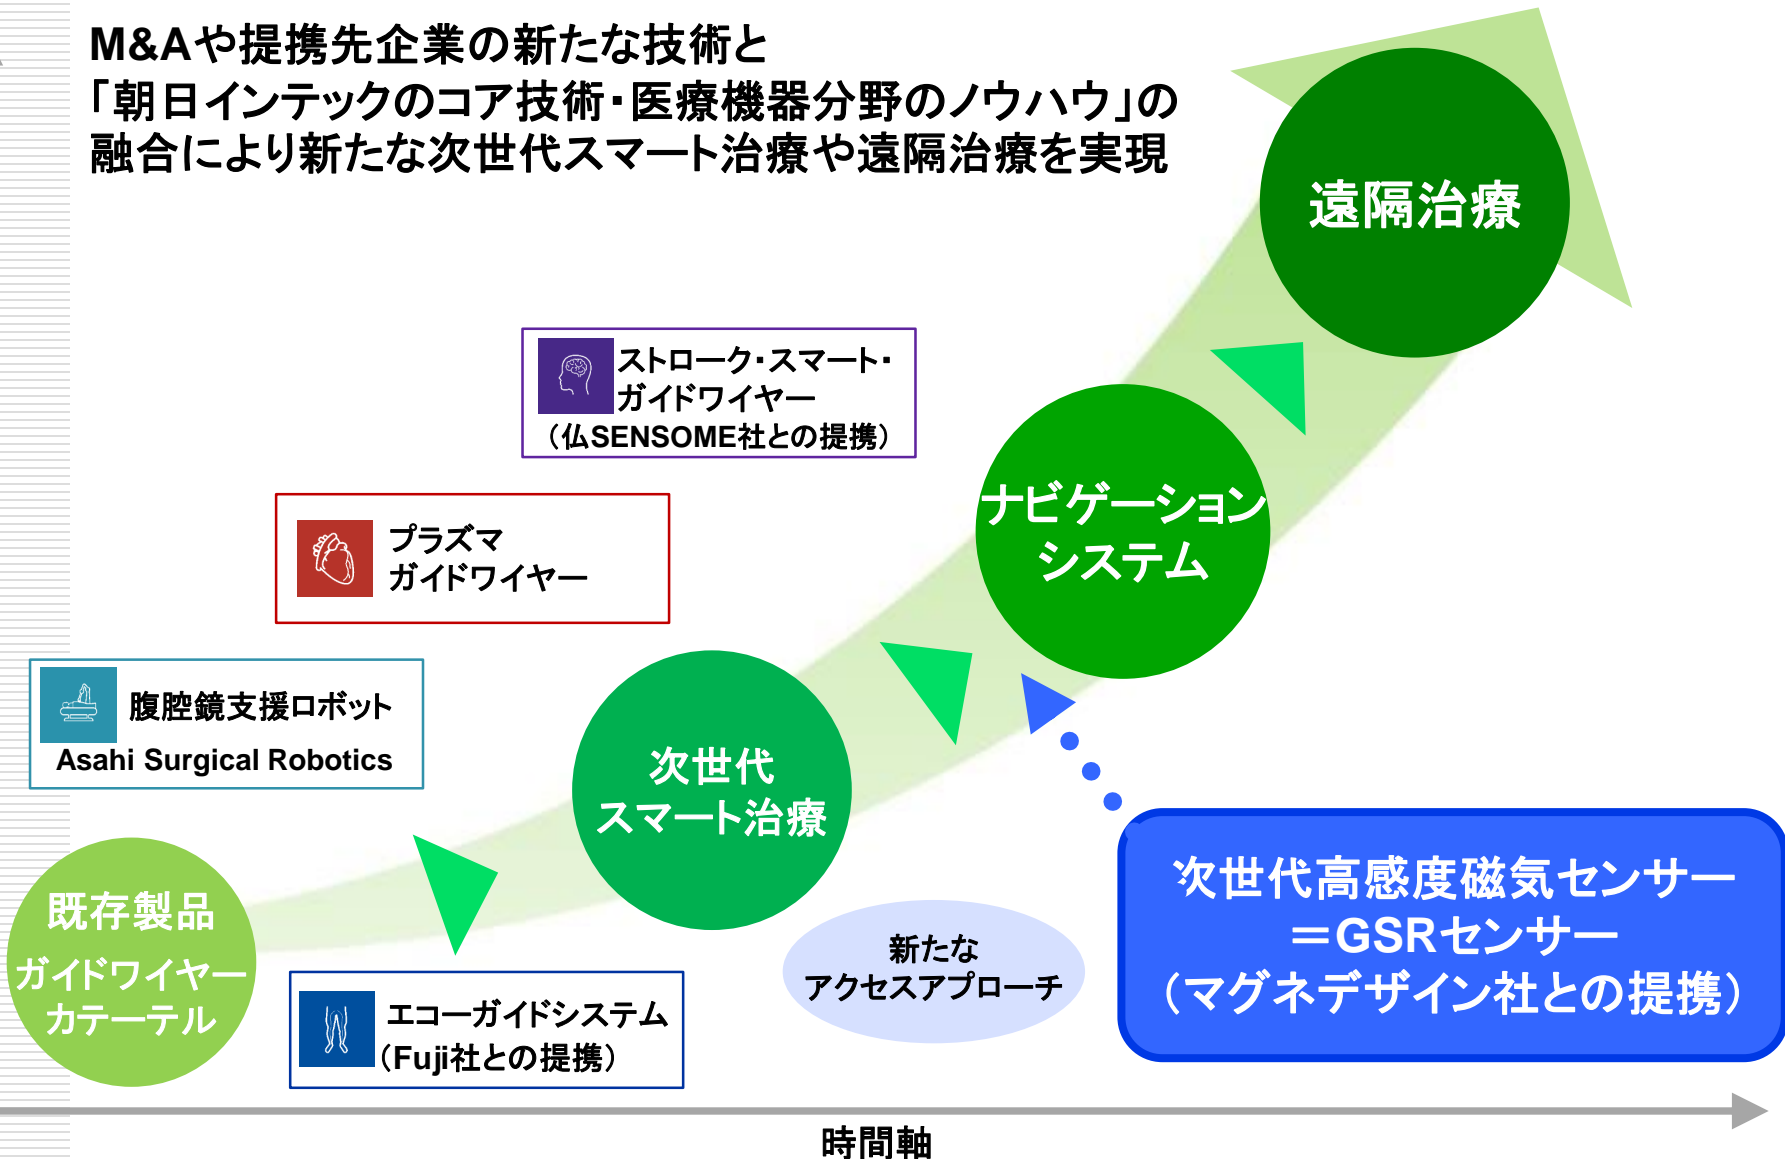 M&Aや提携先企業の新たな技術と
「朝日インテックのコア技術・医療機器分野のノウハウ」の
融合により新たな次世代スマート治療や遠隔治療を実現
遠隔治療
ストローク・スマート・
ガイドワイヤー
（仏SENSOME社との提携）
ナビゲーション
システム
プラズマ
ガイドワイヤー
腹腔鏡支援ロボット
Asahi Surgical Robotics
次世代
スマート治療
既存製品
ガイドワイヤー
カテーテル
エコーガイドシステム
（Fuji社との提携）
新たな
アクセスアプローチ
次世代高感度磁気センサー
＝GSRセンサー
（マグネデザイン社との提携）
時間軸